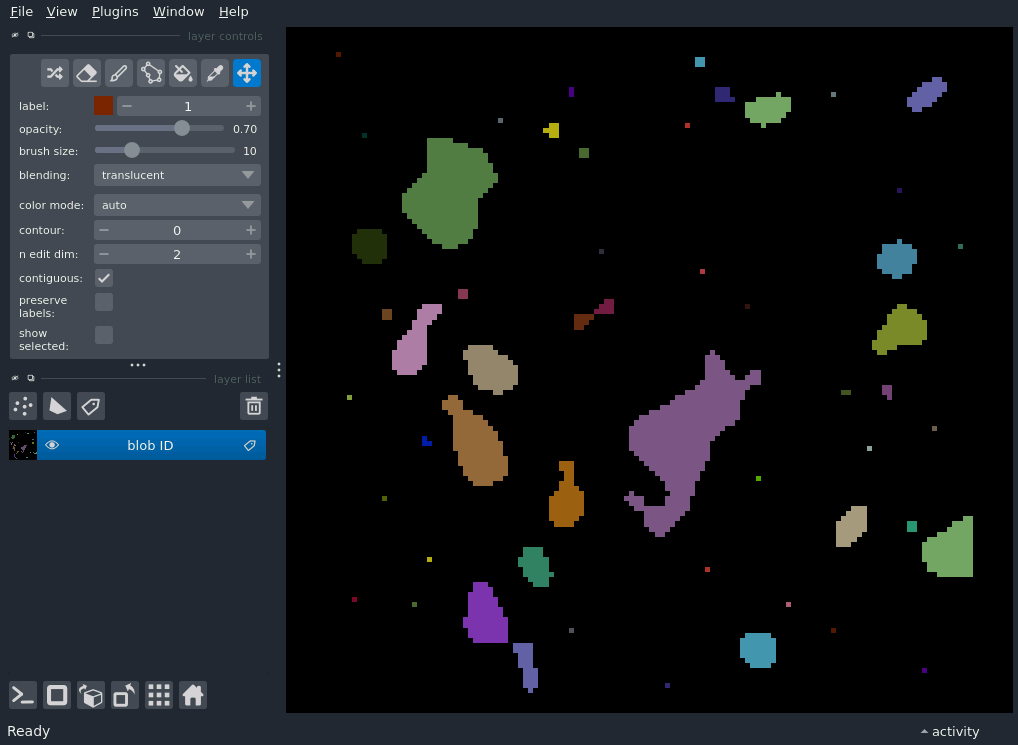 File View Plugins Window Help
layer controls
label: 1
opacity: 0.70
brush size: 10
blending: translucent
color mode: auto
contour: 0
n edit dim: 2
contiguous:
preserve
labels:
show
selected:
layer list
blob ID
Ready activity